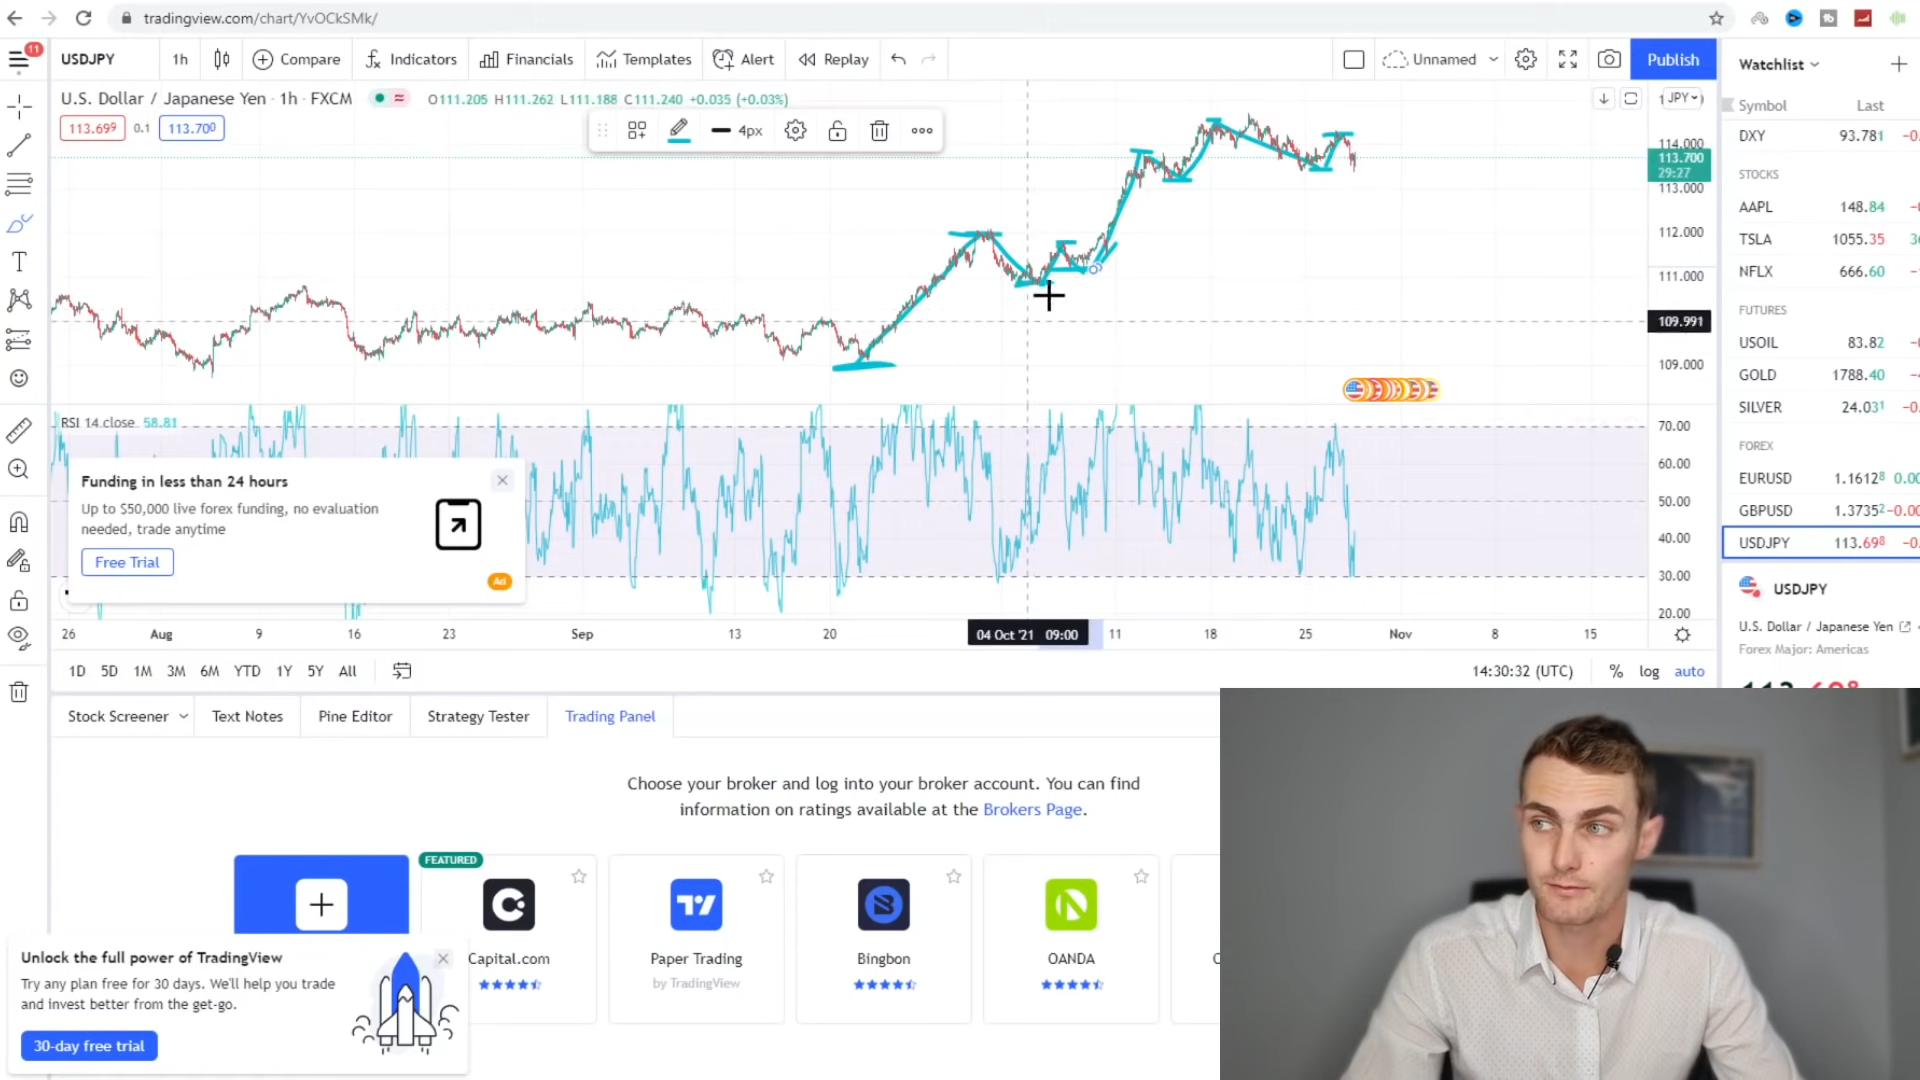 tradingview.com/chart/YvOCkSMk/
11
USDJPY 1h Compare Indicators Financials Templates Alert Replay Unnamed Publish
U.S. Dollar / Japanese Yen · 1h · FXCM O111.205 H111.262 L111.188 C111.240 +0.035 (+0.03%)
113.699 0.1 113.700
4px
JPY
114.000
113.700
29:27
113.000
112.000
111.000
109.991
109.000
RSI 14 close 58.81
70.00
60.00
50.00
40.00
30.00
20.00
Funding in less than 24 hours
Up to $50,000 live forex funding, no evaluation
needed, trade anytime
Free Trial
Ad
26 Aug 9 16 23 Sep 13 20 04 Oct '21 09:00 11 18 25 Nov 8 15
1D 5D 1M 3M 6M YTD 1Y 5Y All 14:30:32 (UTC) % log auto
Stock Screener Text Notes Pine Editor Strategy Tester Trading Panel
Choose your broker and log into your broker account. You can find
information on ratings available at the Brokers Page.
FEATURED
Capital.com Paper Trading Bingbon OANDA
by TradingView
Unlock the full power of TradingView
Try any plan free for 30 days. We'll help you trade
and invest better from the get-go.
30-day free trial
Watchlist
Symbol Last
DXY 93.781
STOCKS
AAPL 148.84
TSLA 1055.35
NFLX 666.60
FUTURES
USOIL 83.82
GOLD 1788.40
SILVER 24.031
FOREX
EURUSD 1.16128 0.00
GBPUSD 1.37352 -0.00
USDJPY 113.698
USDJPY
U.S. Dollar / Japanese Yen
Forex Major: Americas